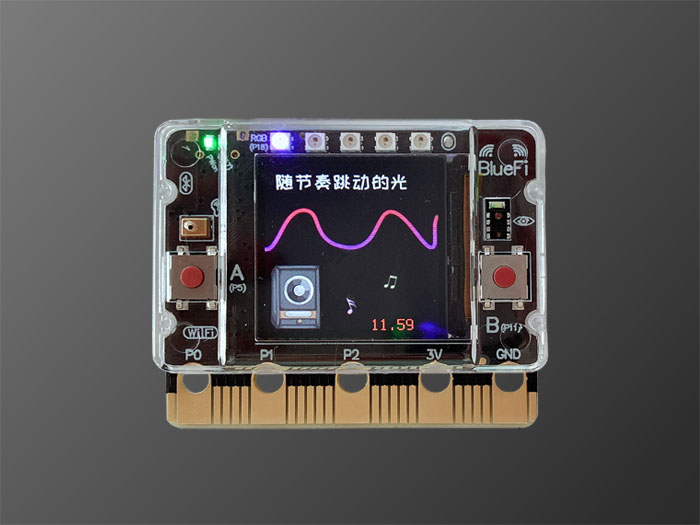 RGB
(P18)
BlueFi
随节奏跳动的光
A
(P5)
11.59
B(P11)
WiFi
P0 P1 P2 3V GND